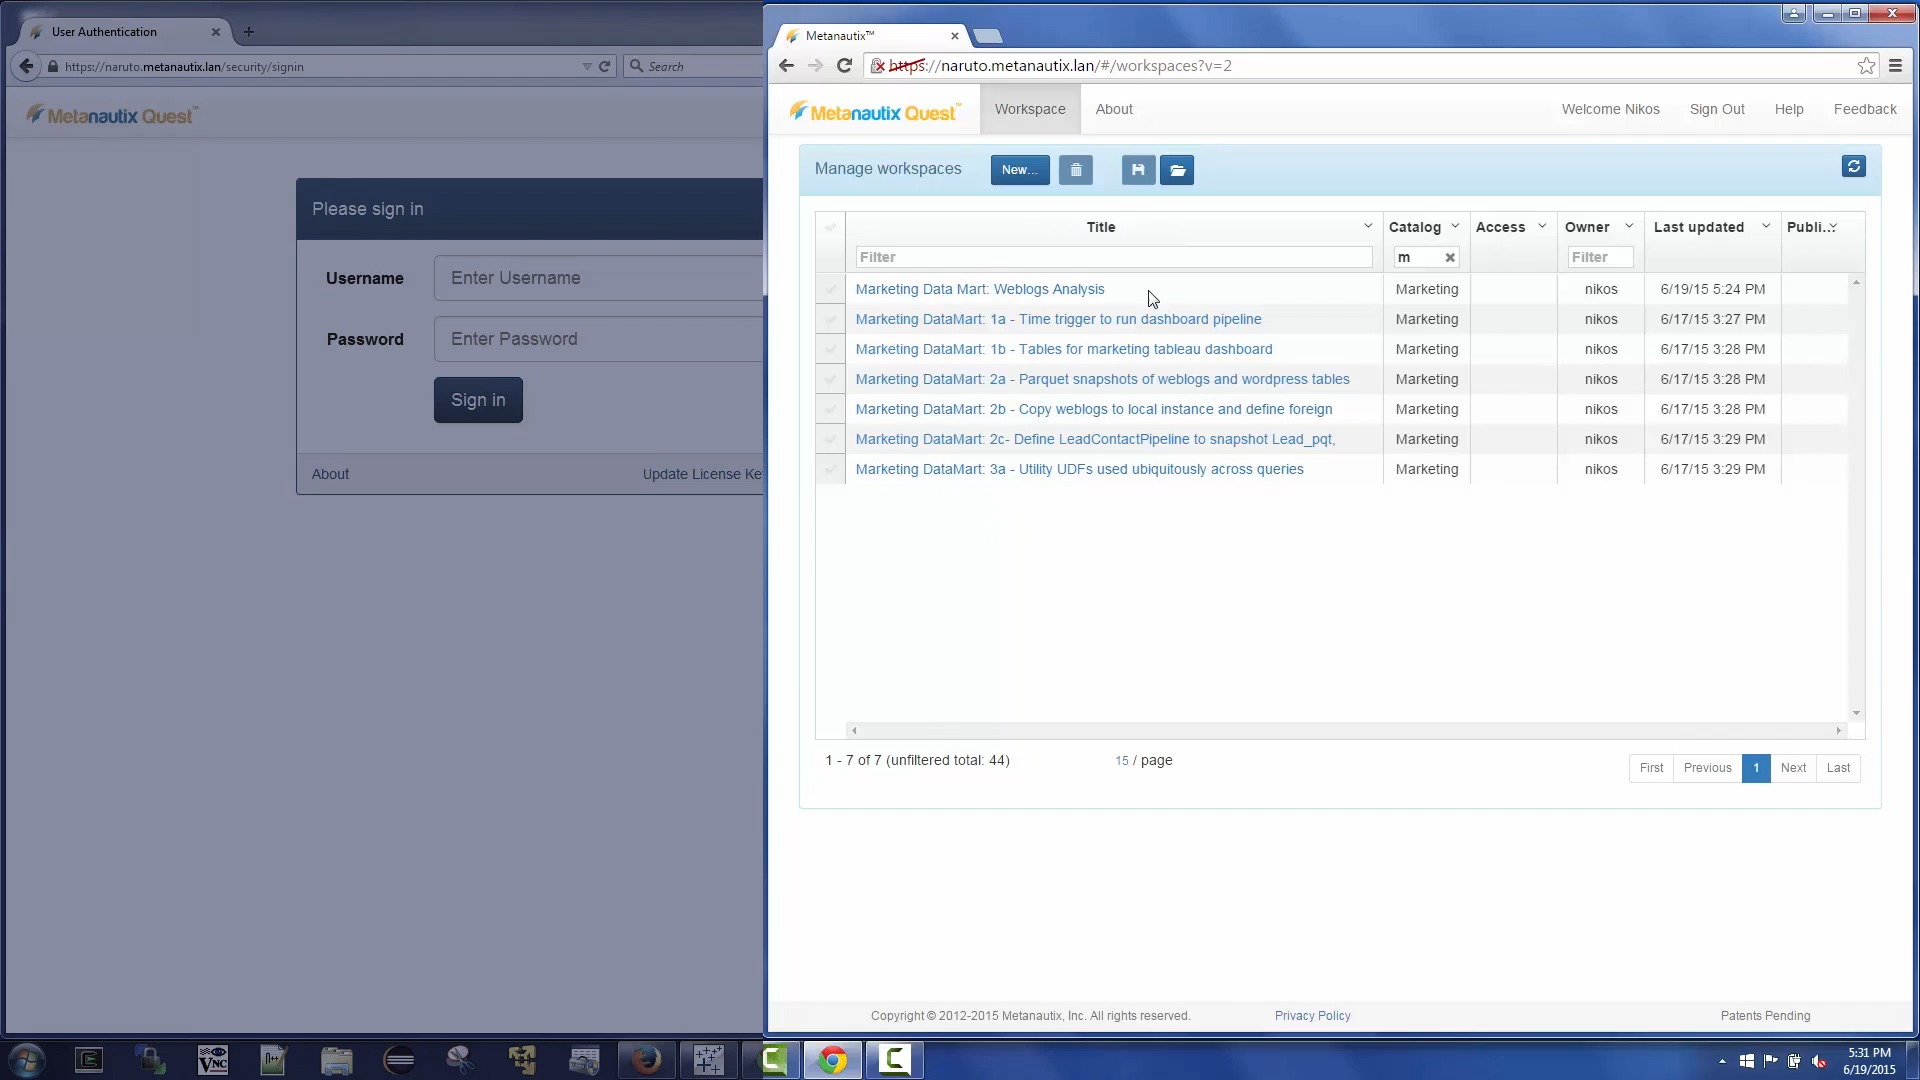 User Authentication
https://naruto.metanautix.lan/security/signin
Search
Metanautix Quest™
Please sign in
Username
Enter Username
Password
Enter Password
Sign in
About
Update License Ke
Metanautix™
https://naruto.metanautix.lan/#/workspaces?v=2
Metanautix Quest™
Workspace
About
Welcome Nikos
Sign Out
Help
Feedback
Manage workspaces
New...
Title
Catalog
Access
Owner
Last updated
Publi...
Filter
m
Filter
Marketing Data Mart: Weblogs Analysis Marketing nikos 6/19/15 5:24 PM
Marketing DataMart: 1a - Time trigger to run dashboard pipeline Marketing nikos 6/17/15 3:27 PM
Marketing DataMart: 1b - Tables for marketing tableau dashboard Marketing nikos 6/17/15 3:28 PM
Marketing DataMart: 2a - Parquet snapshots of weblogs and wordpress tables Marketing nikos 6/17/15 3:28 PM
Marketing DataMart: 2b - Copy weblogs to local instance and define foreign Marketing nikos 6/17/15 3:28 PM
Marketing DataMart: 2c- Define LeadContactPipeline to snapshot Lead_pqt, Marketing nikos 6/17/15 3:29 PM
Marketing DataMart: 3a - Utility UDFs used ubiquitously across queries Marketing nikos 6/17/15 3:29 PM
1 - 7 of 7 (unfiltered total: 44)
15 / page
First
Previous
1
Next
Last
Copyright © 2012-2015 Metanautix, Inc. All rights reserved.
Privacy Policy
Patents Pending
VNC
5:31 PM
6/19/2015